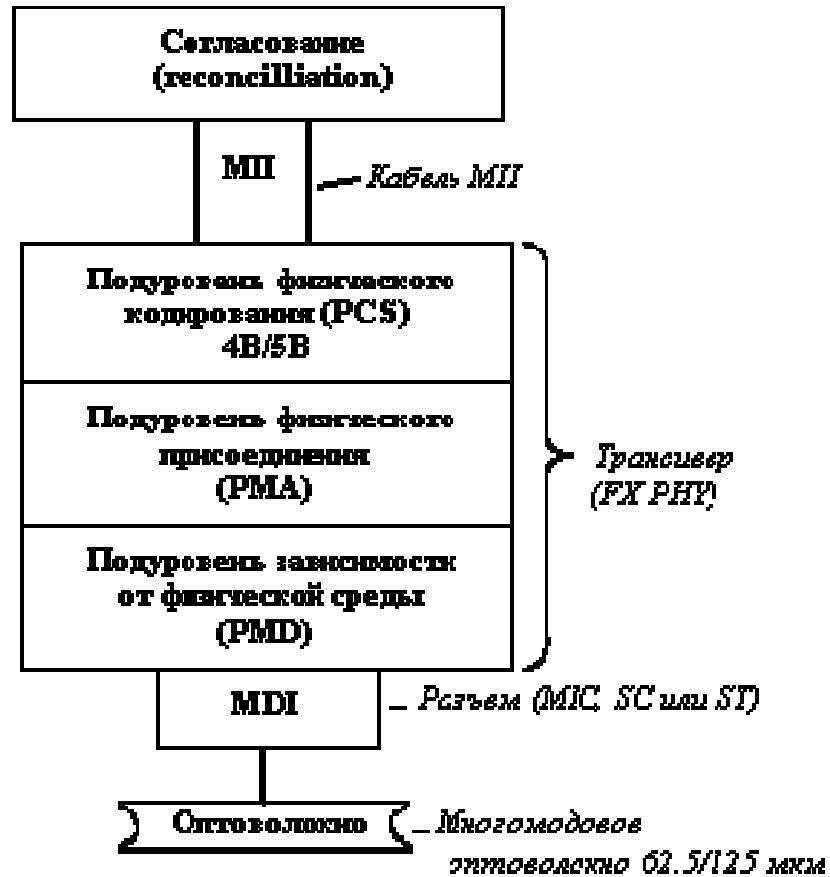 Согласование
(reconcilliation)
MII
Кабель MII
Подуровень физического
кодирования (PCS)
4B/5B
Подуровень физического
присоединения
(PMA)
Трансивер
(FX PHY)
Подуровень зависимости
от физической среды
(PMD)
MDI
Разъем (MIC, SC или ST)
Оптоволокно
Многомодовое
оптоволокно 62.5/125 мкм